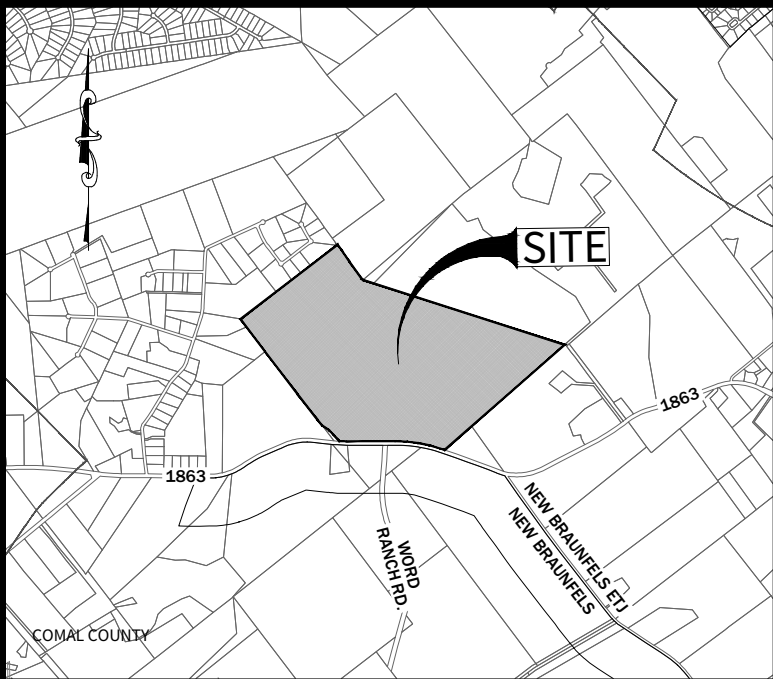 SITE
1863
1863
NEW BRAUNFELS ETJ
NEW BRAUNFELS
WORD
RANCH RD.
COMAL COUNTY